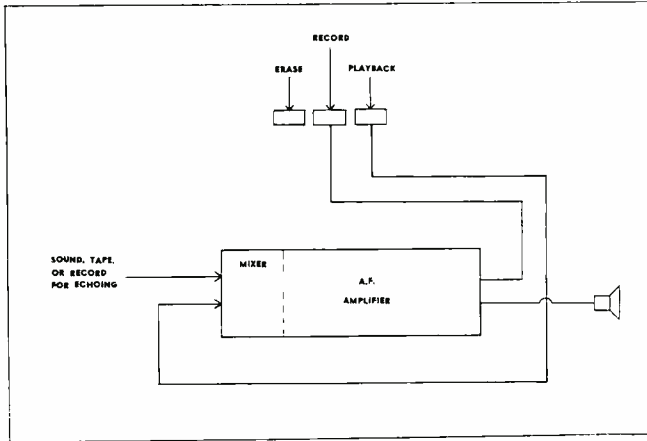 RECORD
ERASE
PLAYBACK
SOUND, TAPE,
OR RECORD
FOR ECHOING
MIXER
A.F.
AMPLIFIER